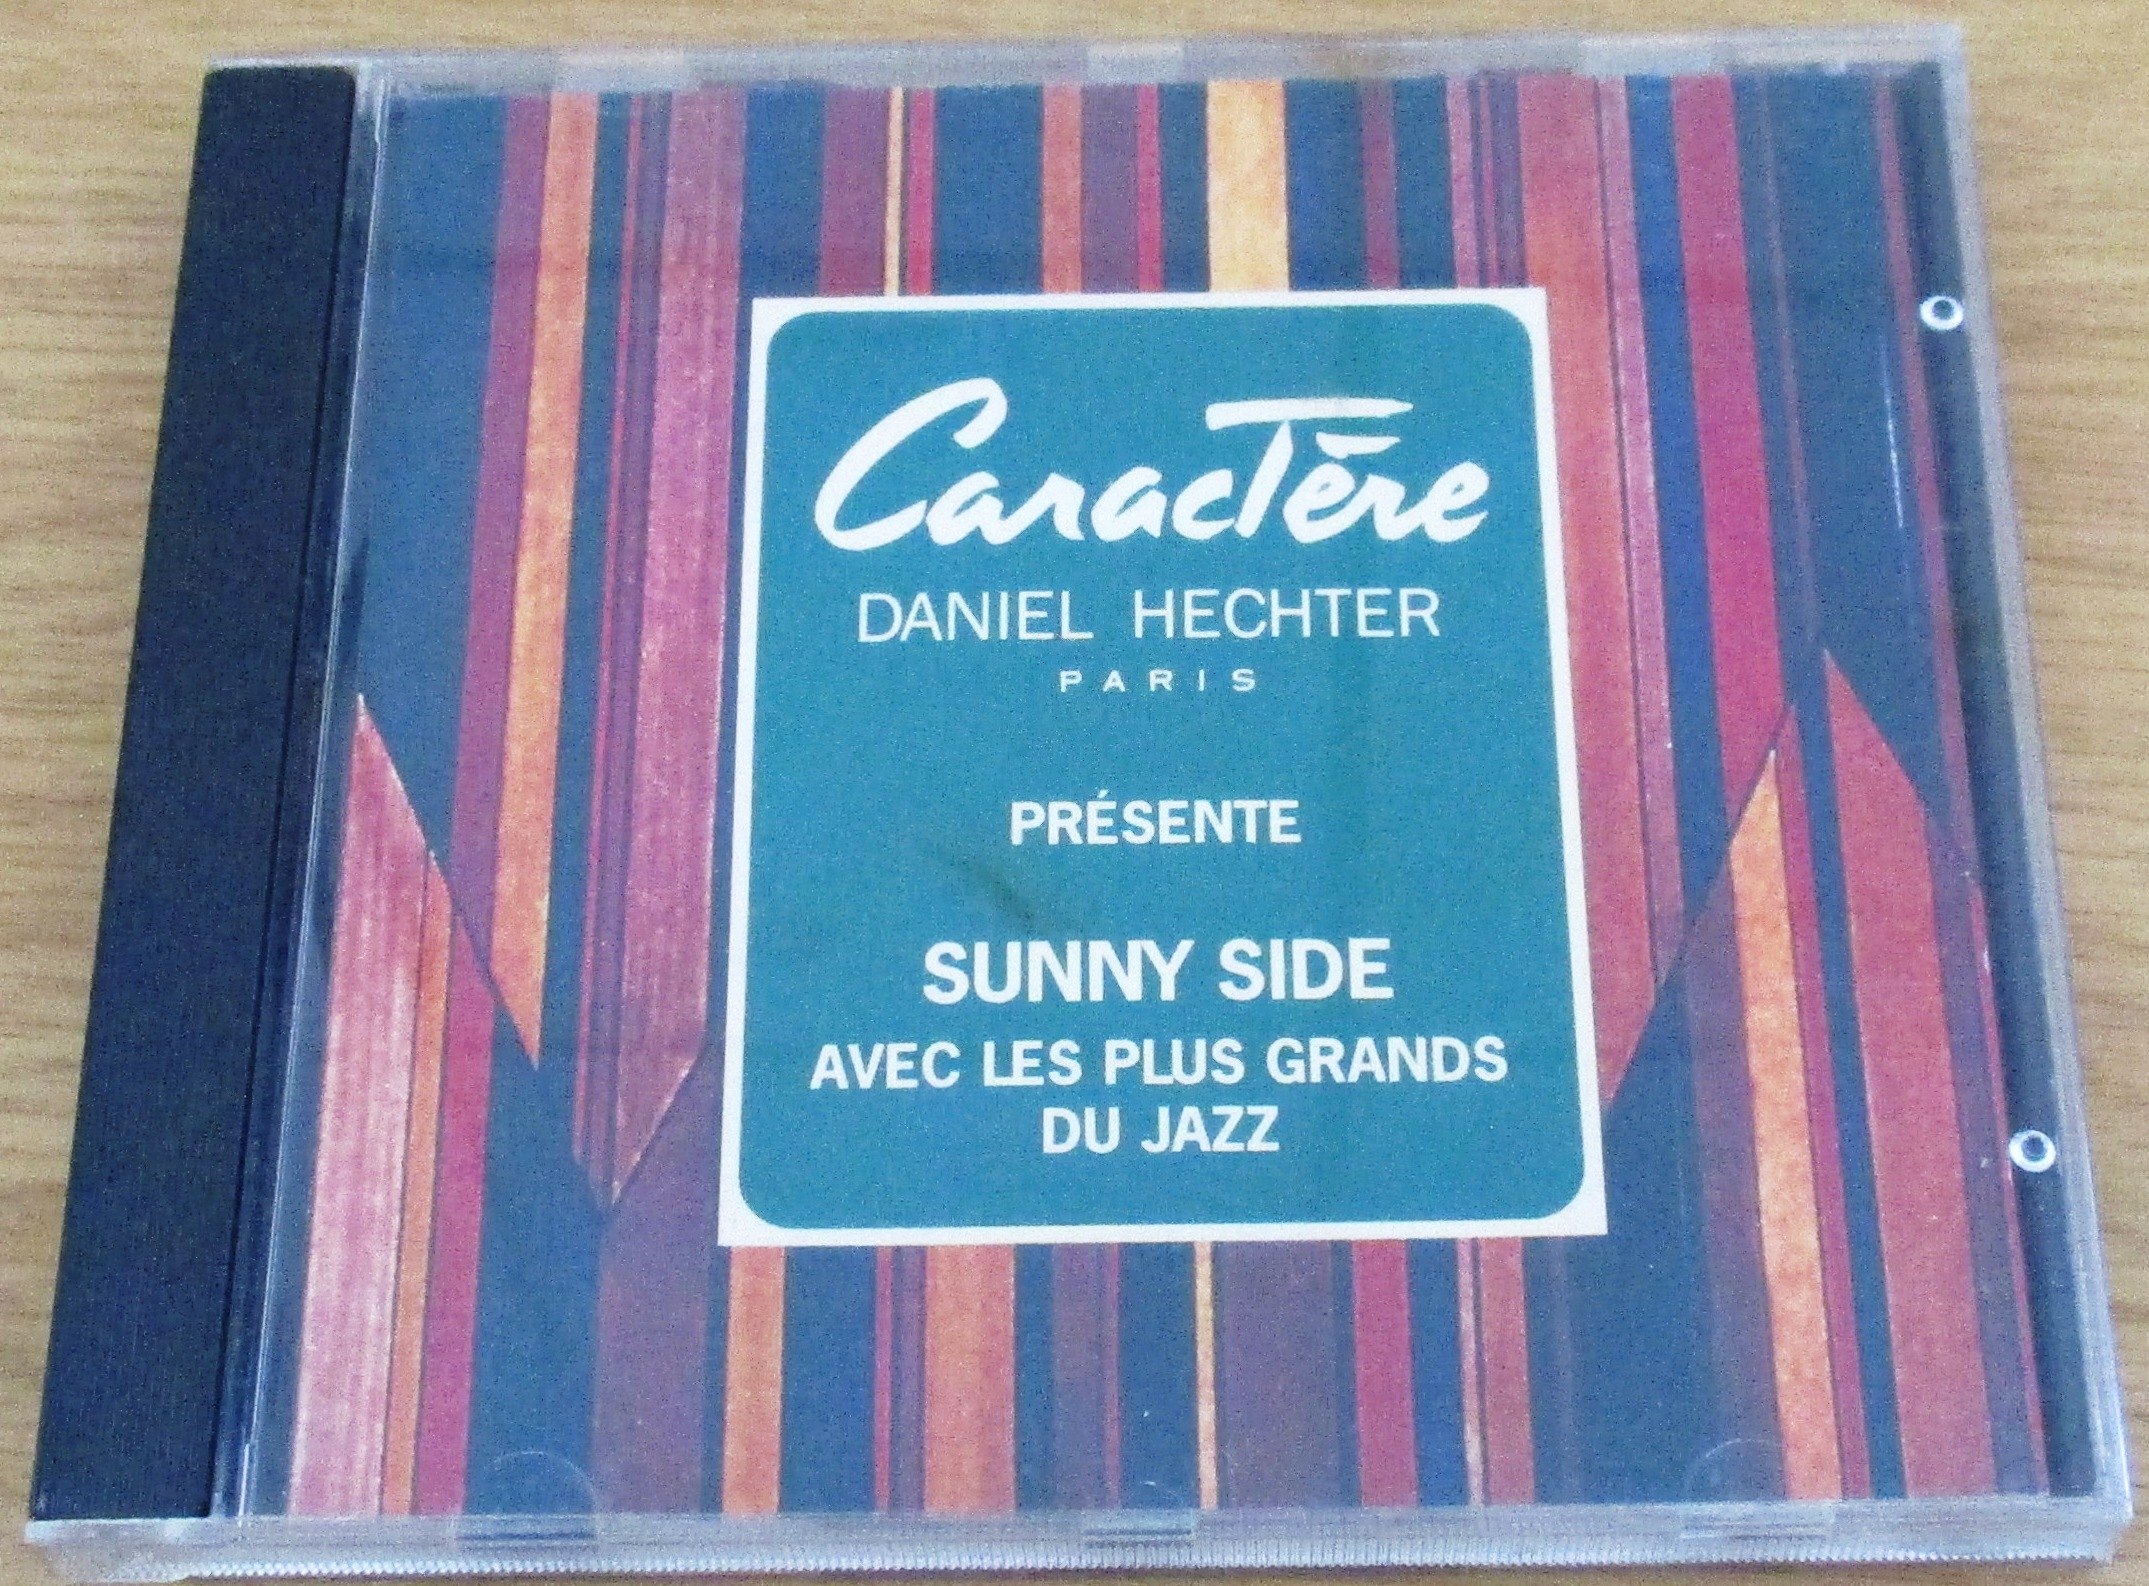 Caractère
DANIEL HECHTER
PARIS
PRÉSENTE
SUNNY SIDE
AVEC LES PLUS GRANDS
DU JAZZ